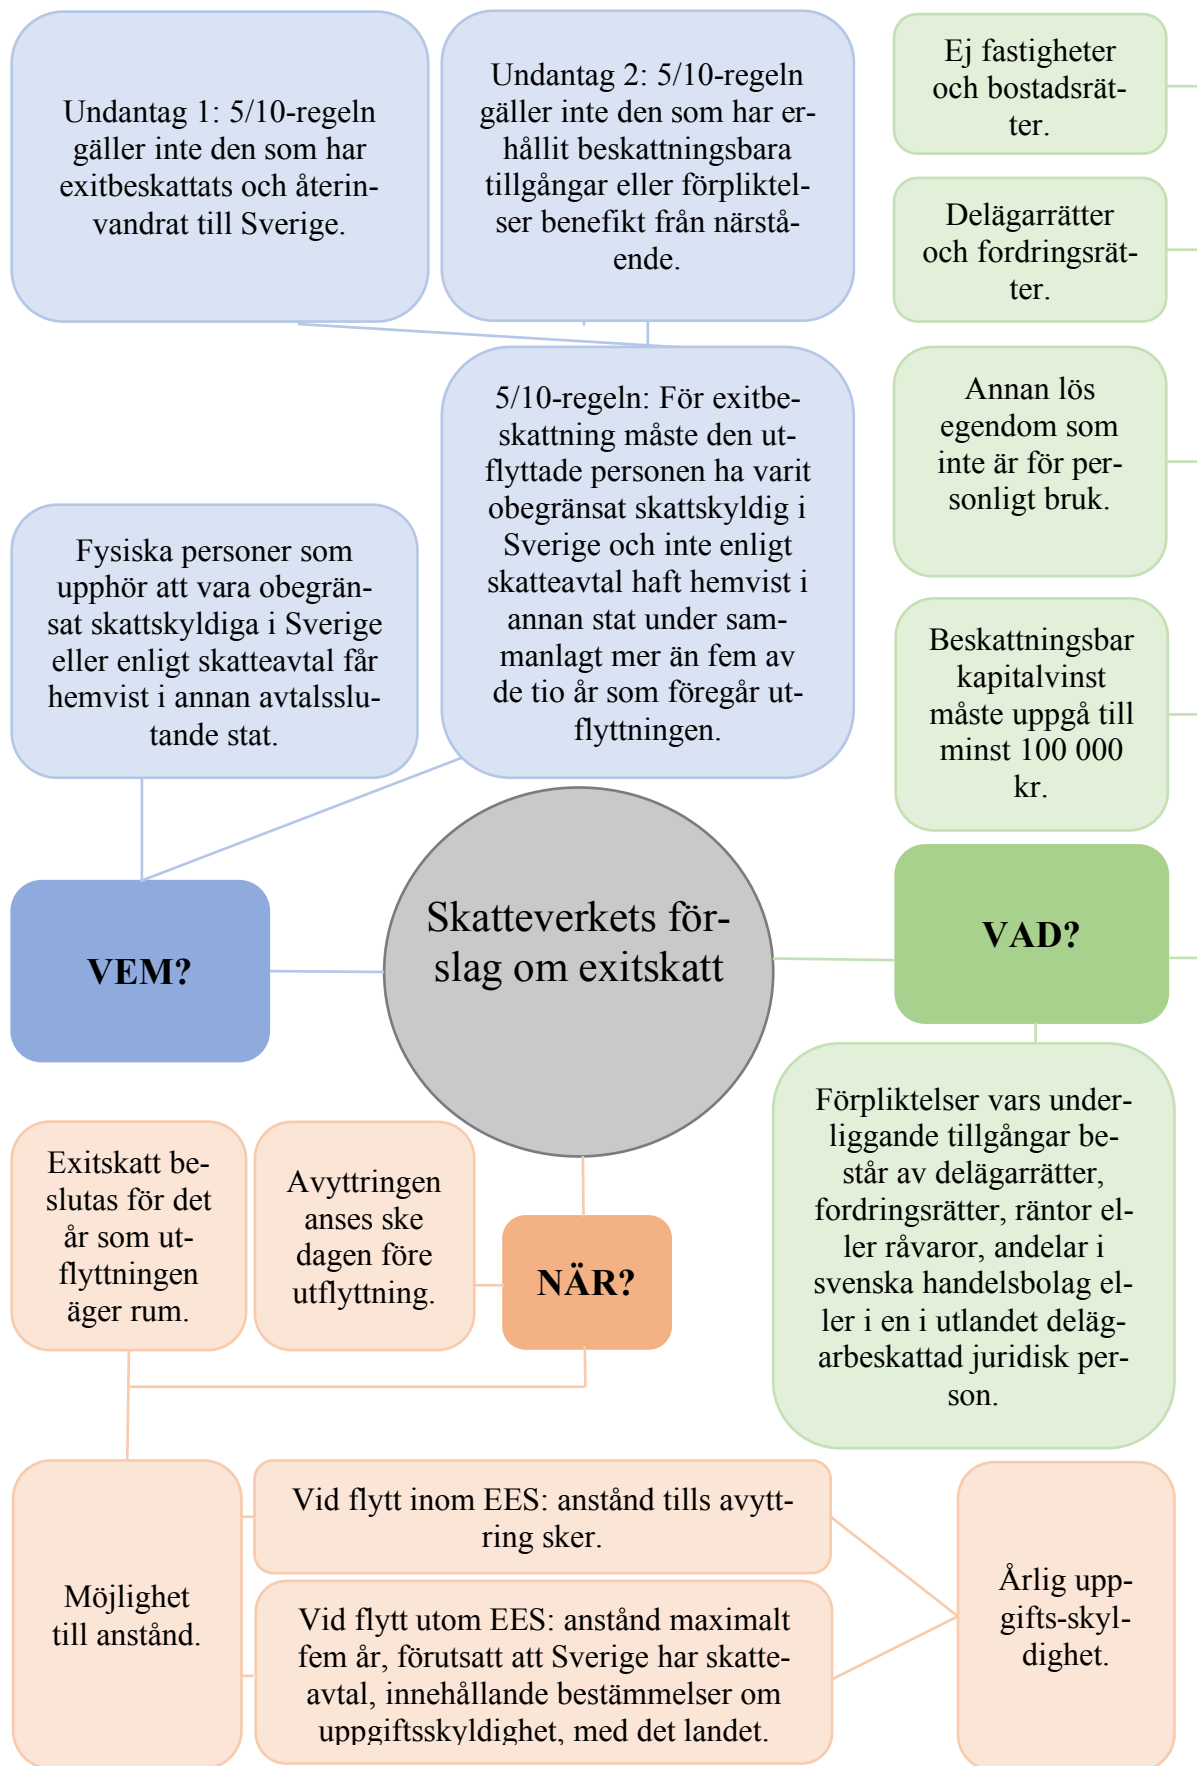 Undantag 1: 5/10-regeln
gäller inte den som har
exitbeskattats och återin-
vandrat till Sverige.
Undantag 2: 5/10-regeln
gäller inte den som har er-
hållit beskattningsbara
tillgångar eller förpliktel-
ser benefikt från närstå-
ende.
Ej fastigheter
och bostadsrät-
ter.
Delägarrätter
och fordringsrät-
ter.
5/10-regeln: För exitbe-
skattning måste den ut-
flyttade personen ha varit
obegränsat skattskyldig i
Sverige och inte enligt
skatteavtal haft hemvist i
annan stat under sam-
manlagt mer än fem av
de tio år som föregår ut-
flyttningen.
Annan lös
egendom som
inte är för per-
sonligt bruk.
Fysiska personer som
upphör att vara obegrän-
sat skattskyldiga i Sverige
eller enligt skatteavtal får
hemvist i annan avtalsslu-
tande stat.
Beskattningsbar
kapitalvinst
måste uppgå till
minst 100 000
kr.
VEM?
Skatteverkets för-
slag om exitskatt
VAD?
Förpliktelser vars under-
liggande tillgångar be-
står av delägarrätter,
fordringsrätter, räntor el-
ler råvaror, andelar i
svenska handelsbolag el-
ler i en i utlandet deläg-
arbeskattad juridisk per-
son.
Exitskatt be-
slutas för det
år som ut-
flyttningen
äger rum.
Avyttringen
anses ske
dagen före
utflyttning.
NÄR?
Möjlighet
till anstånd.
Vid flytt inom EES: anstånd tills avytt-
ring sker.
Vid flytt utom EES: anstånd maximalt
fem år, förutsatt att Sverige har skatte-
avtal, innehållande bestämmelser om
uppgiftsskyldighet, med det landet.
Årlig upp-
gifts-skyl-
dighet.